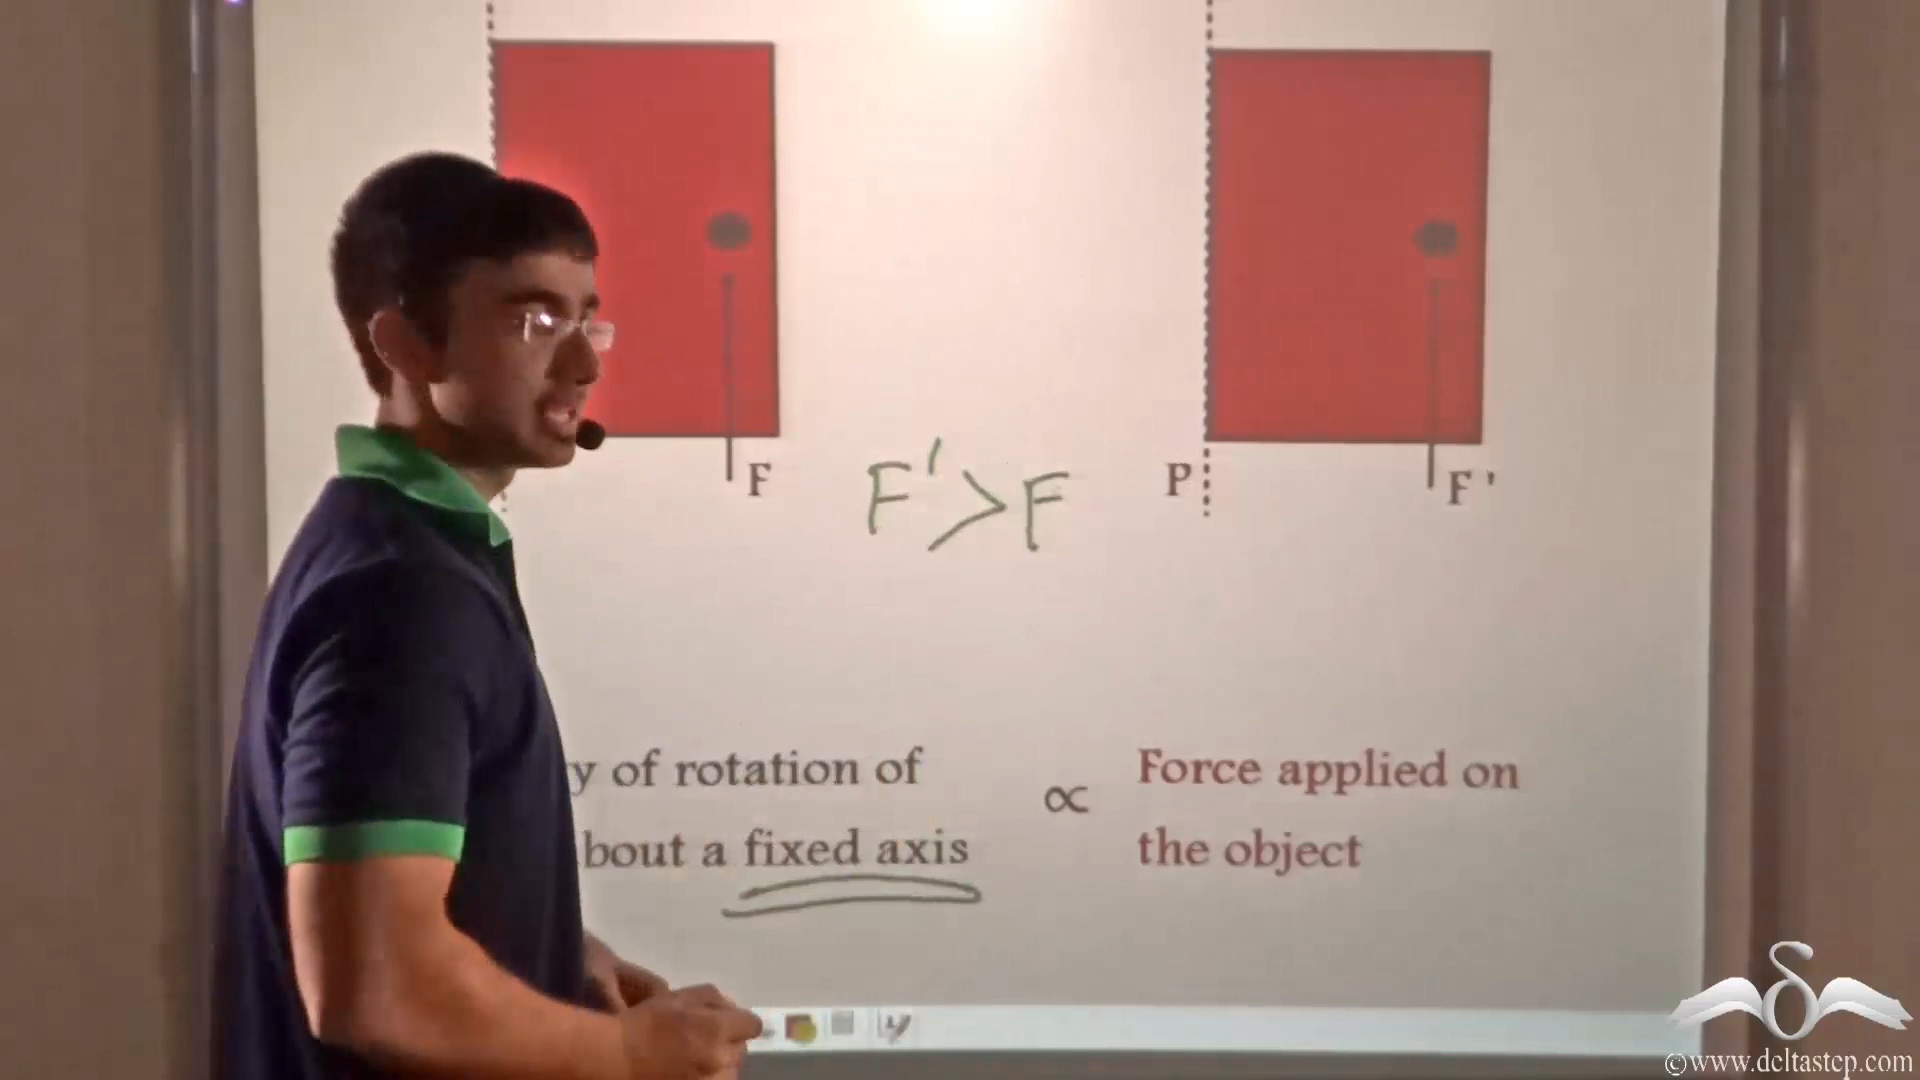 F
F'>F
P
F'
y of rotation of
bout a fixed axis
∝
Force applied on
the object
©www.deltastep.com